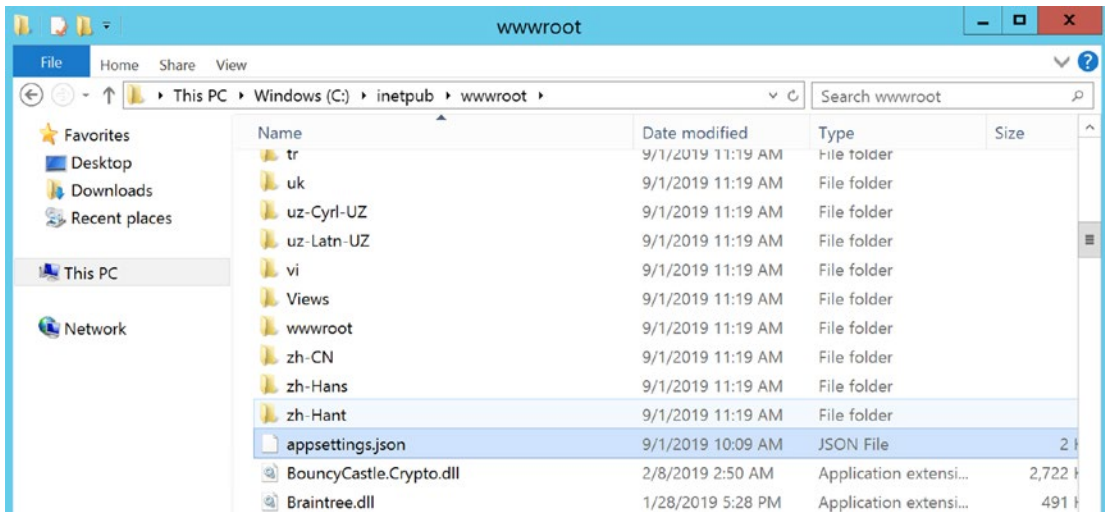 wwwroot
File Home Share View
This PC Windows (C:) inetpub wwwroot Search wwwroot
Favorites
Desktop
Downloads
Recent places
This PC
Network
Name Date modified Type Size
tr 9/1/2019 11:19 AM File folder
uk 9/1/2019 11:19 AM File folder
uz-Cyrl-UZ 9/1/2019 11:19 AM File folder
uz-Latn-UZ 9/1/2019 11:19 AM File folder
vi 9/1/2019 11:19 AM File folder
Views 9/1/2019 11:19 AM File folder
wwwroot 9/1/2019 11:19 AM File folder
zh-CN 9/1/2019 11:19 AM File folder
zh-Hans 9/1/2019 11:19 AM File folder
zh-Hant 9/1/2019 11:19 AM File folder
appsettings.json 9/1/2019 10:09 AM JSON File 2
BouncyCastle.Crypto.dll 2/8/2019 2:50 AM Application extensi... 2,722
Braintree.dll 1/28/2019 5:28 PM Application extensi... 491